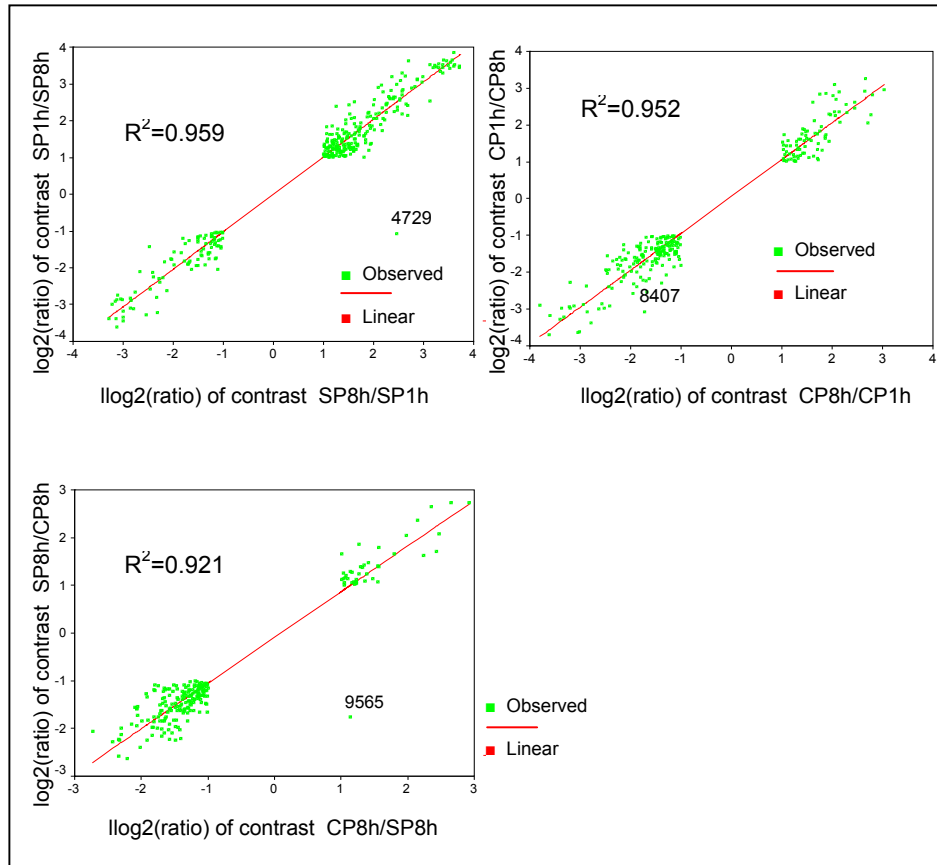 log2(ratio) of contrast SP1h/SP8h
4
3
2
1
0
-1
-2
-3
-4
R²=0.959
4729
Observed
Linear
-4 -3 -2 -1 0 1 2 3 4
llog2(ratio) of contrast SP8h/SP1h
log2(ratio) of contrast CP1h/CP8h
4
3
2
1
0
-1
-2
-3
-4
R²=0.952
8407
Observed
Linear
-4 -3 -2 -1 0 1 2 3 4
llog2(ratio) of contrast CP8h/CP1h
log2(ratio) of contrast SP8h/CP8h
3
2
1
0
-1
-2
-3
R²=0.921
9565
Observed
Linear
-3 -2 -1 0 1 2 3
llog2(ratio) of contrast CP8h/SP8h